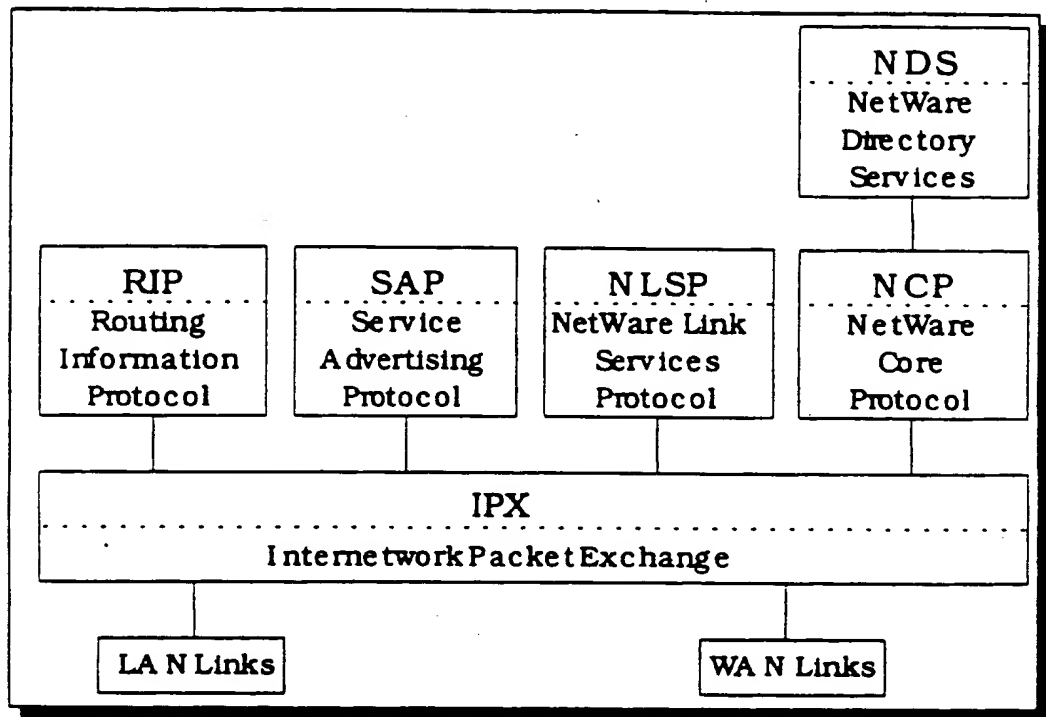 NDS
NetWare
Directory
Services
RIP
Routing
Information
Protocol
SAP
Service
Advertising
Protocol
NLSP
NetWare Link
Services
Protocol
NCP
NetWare
Core
Protocol
IPX
Internetwork Packet Exchange
LAN Links
WAN Links